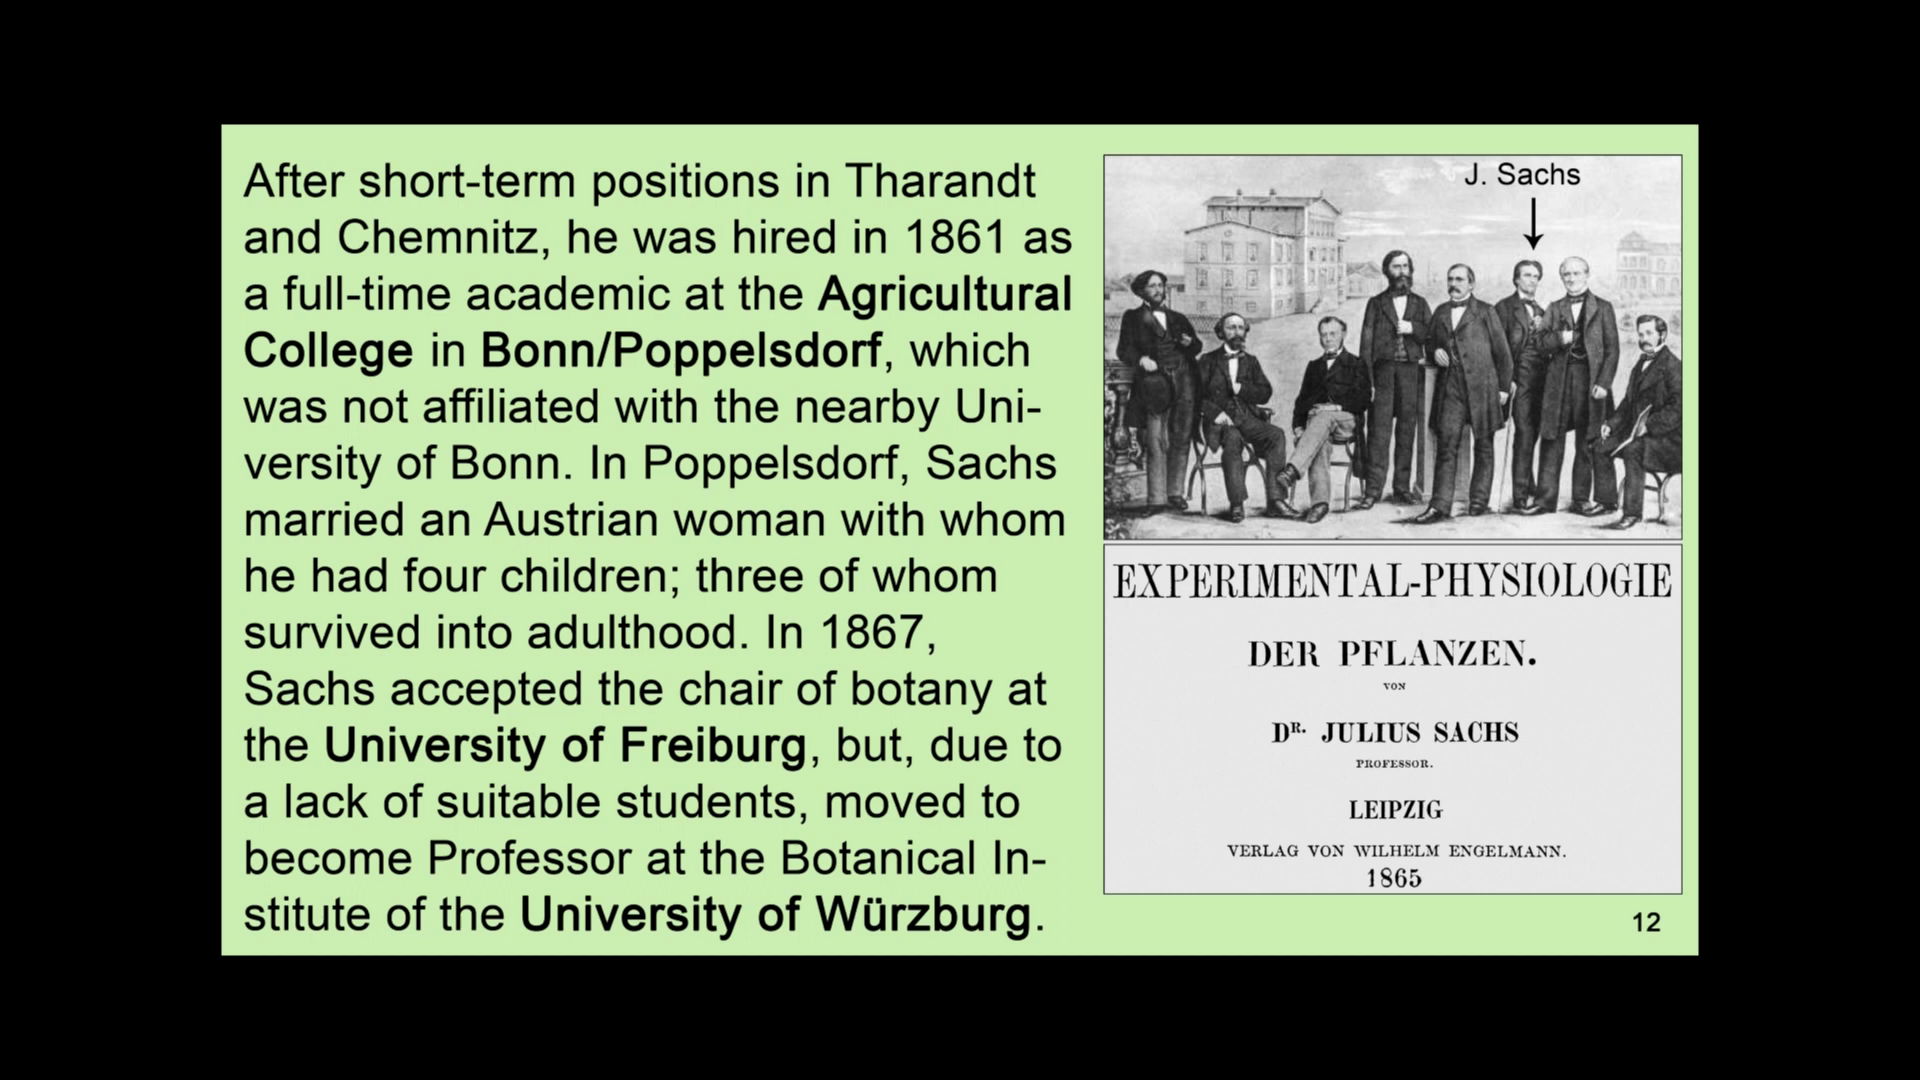 After short-term positions in Tharandt
and Chemnitz, he was hired in 1861 as
a full-time academic at the Agricultural
College in Bonn/Poppelsdorf, which
was not affiliated with the nearby Uni-
versity of Bonn. In Poppelsdorf, Sachs
married an Austrian woman with whom
he had four children; three of whom
survived into adulthood. In 1867,
Sachs accepted the chair of botany at
the University of Freiburg, but, due to
a lack of suitable students, moved to
become Professor at the Botanical In-
stitute of the University of Würzburg.
J. Sachs
EXPERIMENTAL-PHYSIOLOGIE
DER PFLANZEN.
VON
DR. JULIUS SACHS
PROFESSOR.
LEIPZIG
VERLAG VON WILHELM ENGELMANN.
1865
12